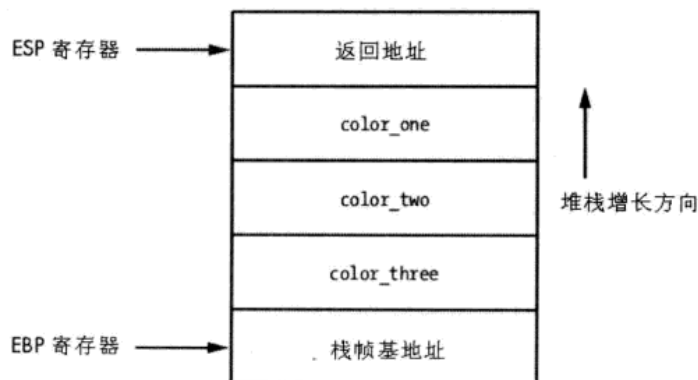 ESP 寄存器
返回地址
color_one
color_two
堆栈增长方向
color_three
EBP 寄存器
栈帧基地址